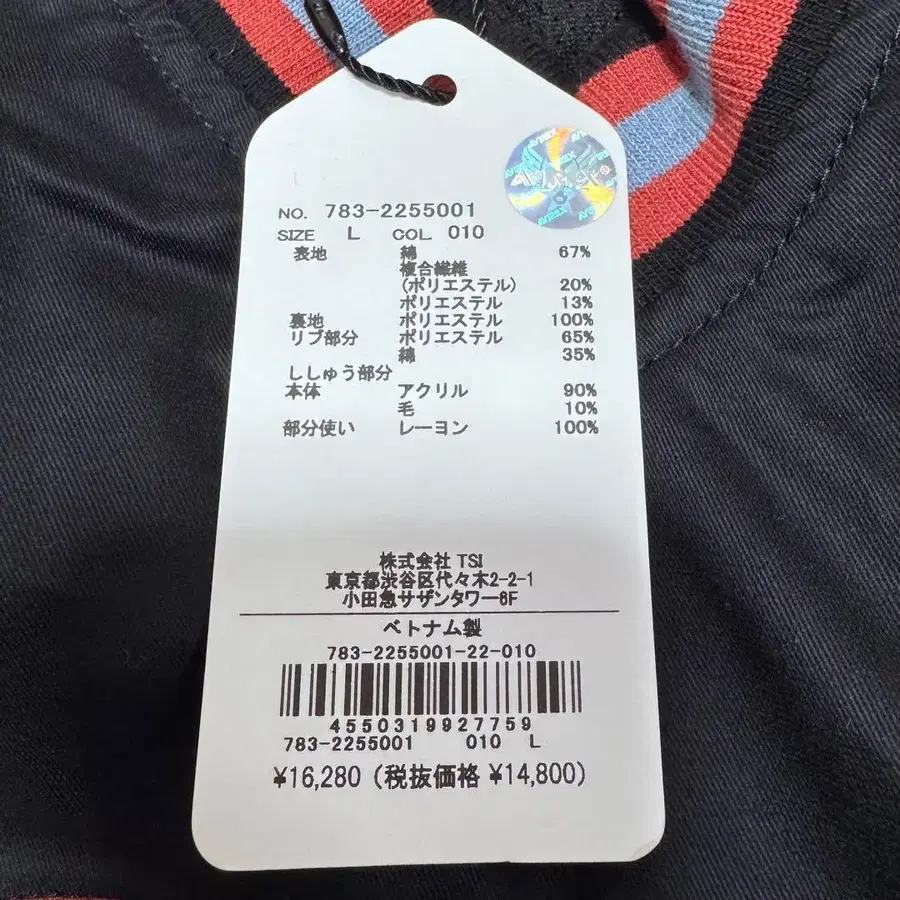 AVIREX®
NO. 783-2255001
SIZE L COL 010
表地 綿 67%
複合繊維
(ポリエステル) 20%
ポリエステル 13%
裏地 ポリエステル 100%
リブ部分 ポリエステル 65%
綿 35%
ししゅう部分
本体 アクリル 90%
毛 10%
部分使い レーヨン 100%
株式会社 TSI
東京都渋谷区代々木2-2-1
小田急サザンタワー6F
ベトナム製
783-2255001-22-010
4550319927759
783-2255001 010 L
¥16,280 (税抜価格 ¥14,800)